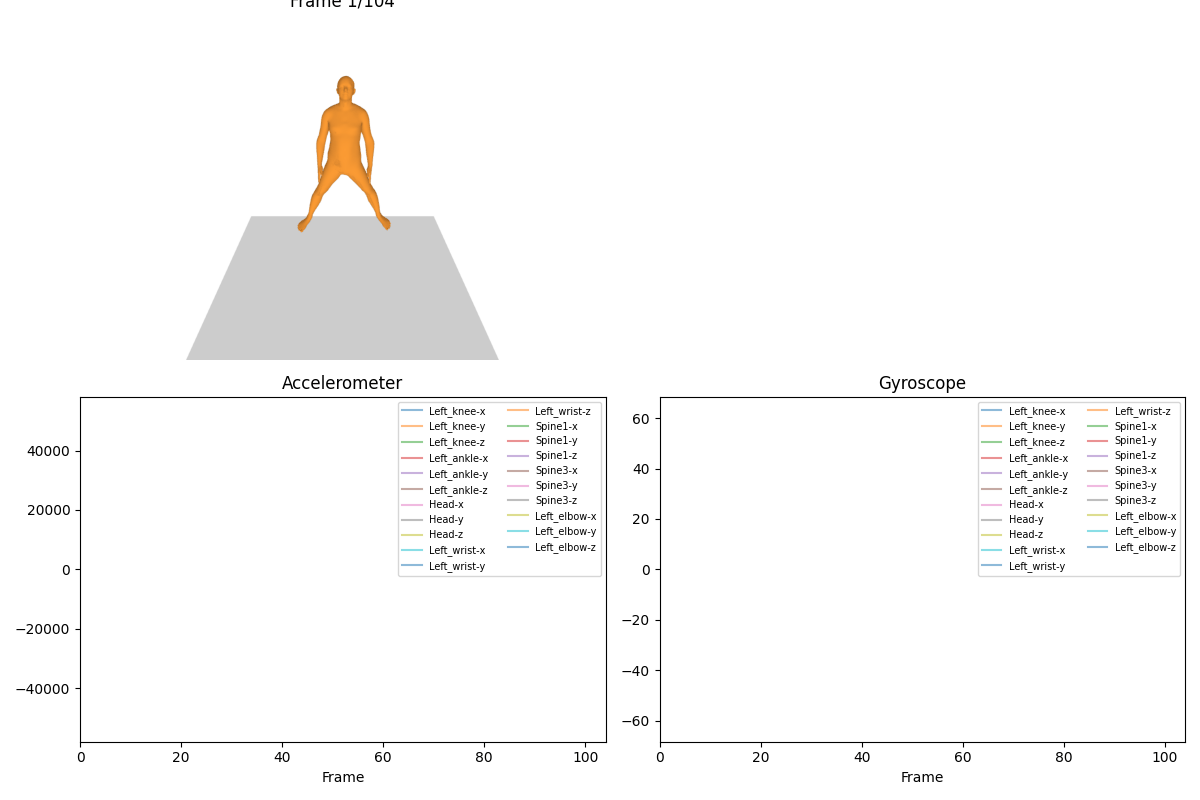 Frame 1/104
Accelerometer
40000
20000
0
−20000
−40000
Left_knee-x
Left_knee-y
Left_knee-z
Left_ankle-x
Left_ankle-y
Left_ankle-z
Head-x
Head-y
Head-z
Left_wrist-x
Left_wrist-y
Left_wrist-z
Spine1-x
Spine1-y
Spine1-z
Spine3-x
Spine3-y
Spine3-z
Left_elbow-x
Left_elbow-y
Left_elbow-z
0 20 40 60 80 100
Frame
Gyroscope
60
40
20
0
−20
−40
−60
Left_knee-x
Left_knee-y
Left_knee-z
Left_ankle-x
Left_ankle-y
Left_ankle-z
Head-x
Head-y
Head-z
Left_wrist-x
Left_wrist-y
Left_wrist-z
Spine1-x
Spine1-y
Spine1-z
Spine3-x
Spine3-y
Spine3-z
Left_elbow-x
Left_elbow-y
Left_elbow-z
0 20 40 60 80 100
Frame